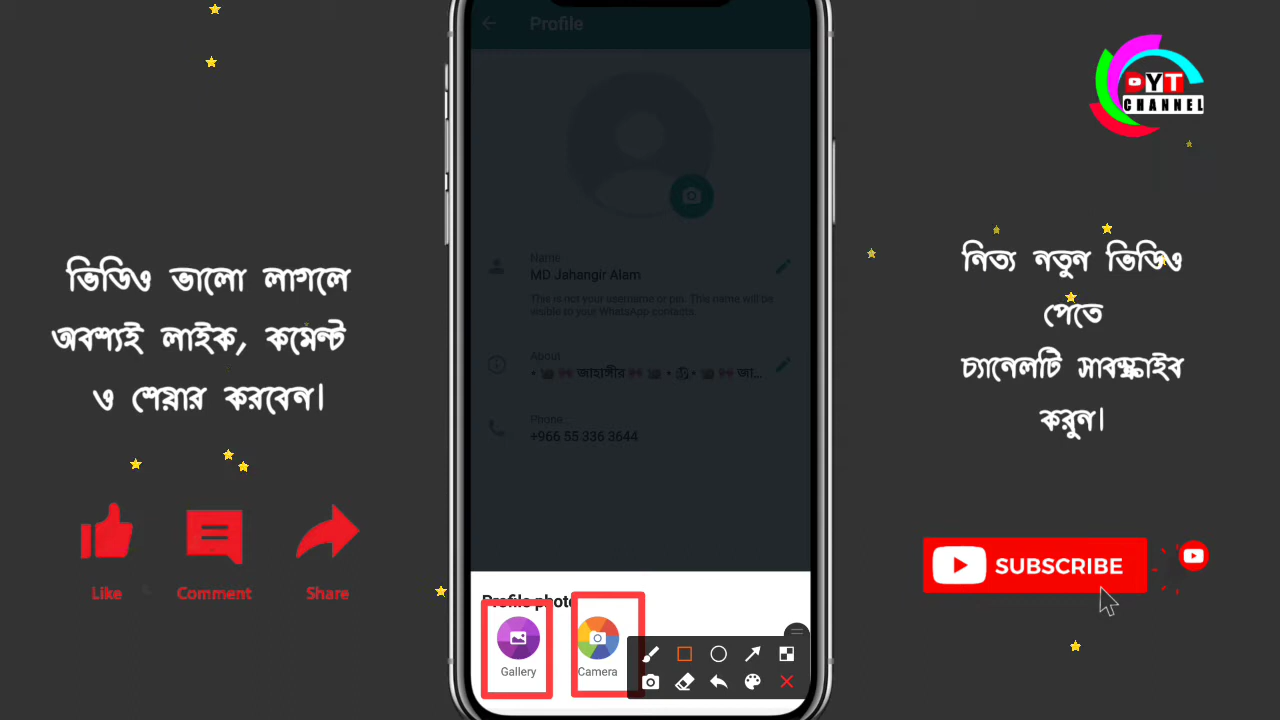 Profile
DYT
CHANNEL
ভিডিও ভালো লাগলে
অবশ্যই লাইক, কমেন্ট
ও শেয়ার করবেন।
Like
Comment
Share
Name
MD Jahangir Alam
This is not your username or pin. This name will be
visible to your WhatsApp contacts.
About
জাহাঙ্গীর
জা...
Phone
+966 55 336 3644
Profile photo
Gallery
Camera
নিত্য নতুন ভিডিও
পেতে
চ্যানেলটি সাবস্ক্রাইব
করুন।
SUBSCRIBE